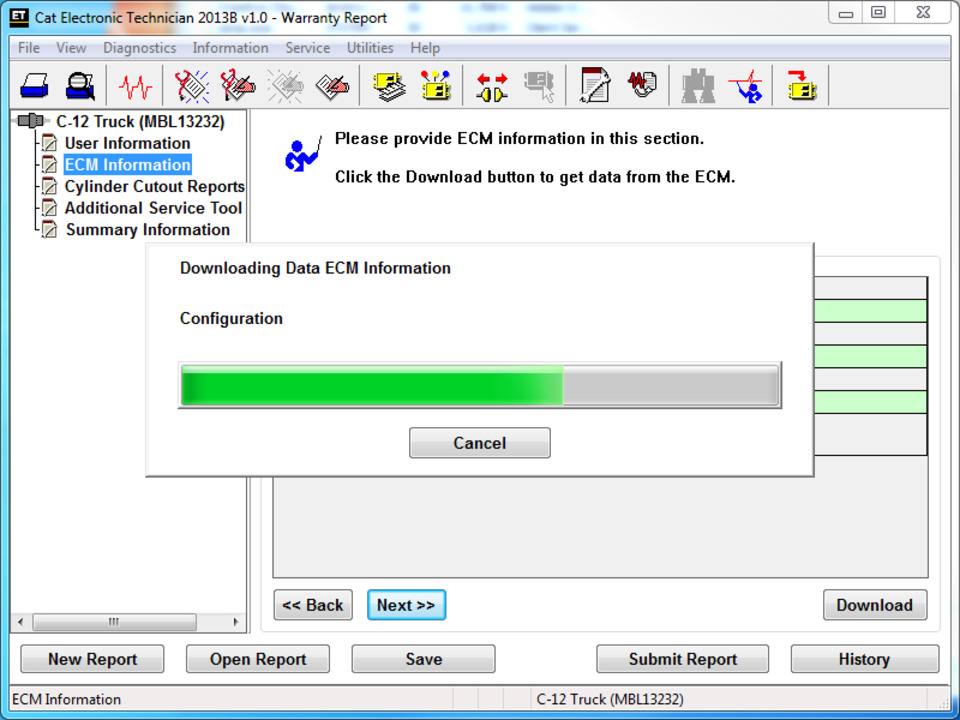 ET Cat Electronic Technician 2013B v1.0 - Warranty Report
File View Diagnostics Information Service Utilities Help
C-12 Truck (MBL13232)
User Information
ECM Information
Cylinder Cutout Reports
Additional Service Tool
Summary Information
Please provide ECM information in this section.
Click the Download button to get data from the ECM.
Downloading Data ECM Information
Configuration
Cancel
<< Back Next >> Download
New Report Open Report Save Submit Report History
ECM Information C-12 Truck (MBL13232)